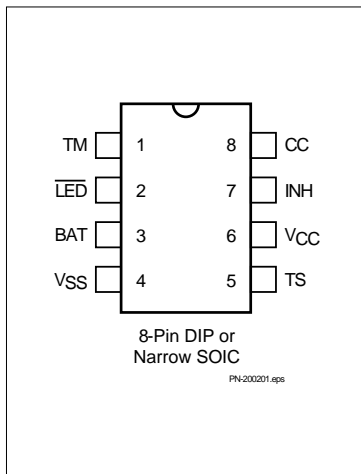 TM 1 8 CC
LED 2 7 INH
BAT 3 6 VCC
VSS 4 5 TS
8-Pin DIP or
Narrow SOIC
PN-200201.eps